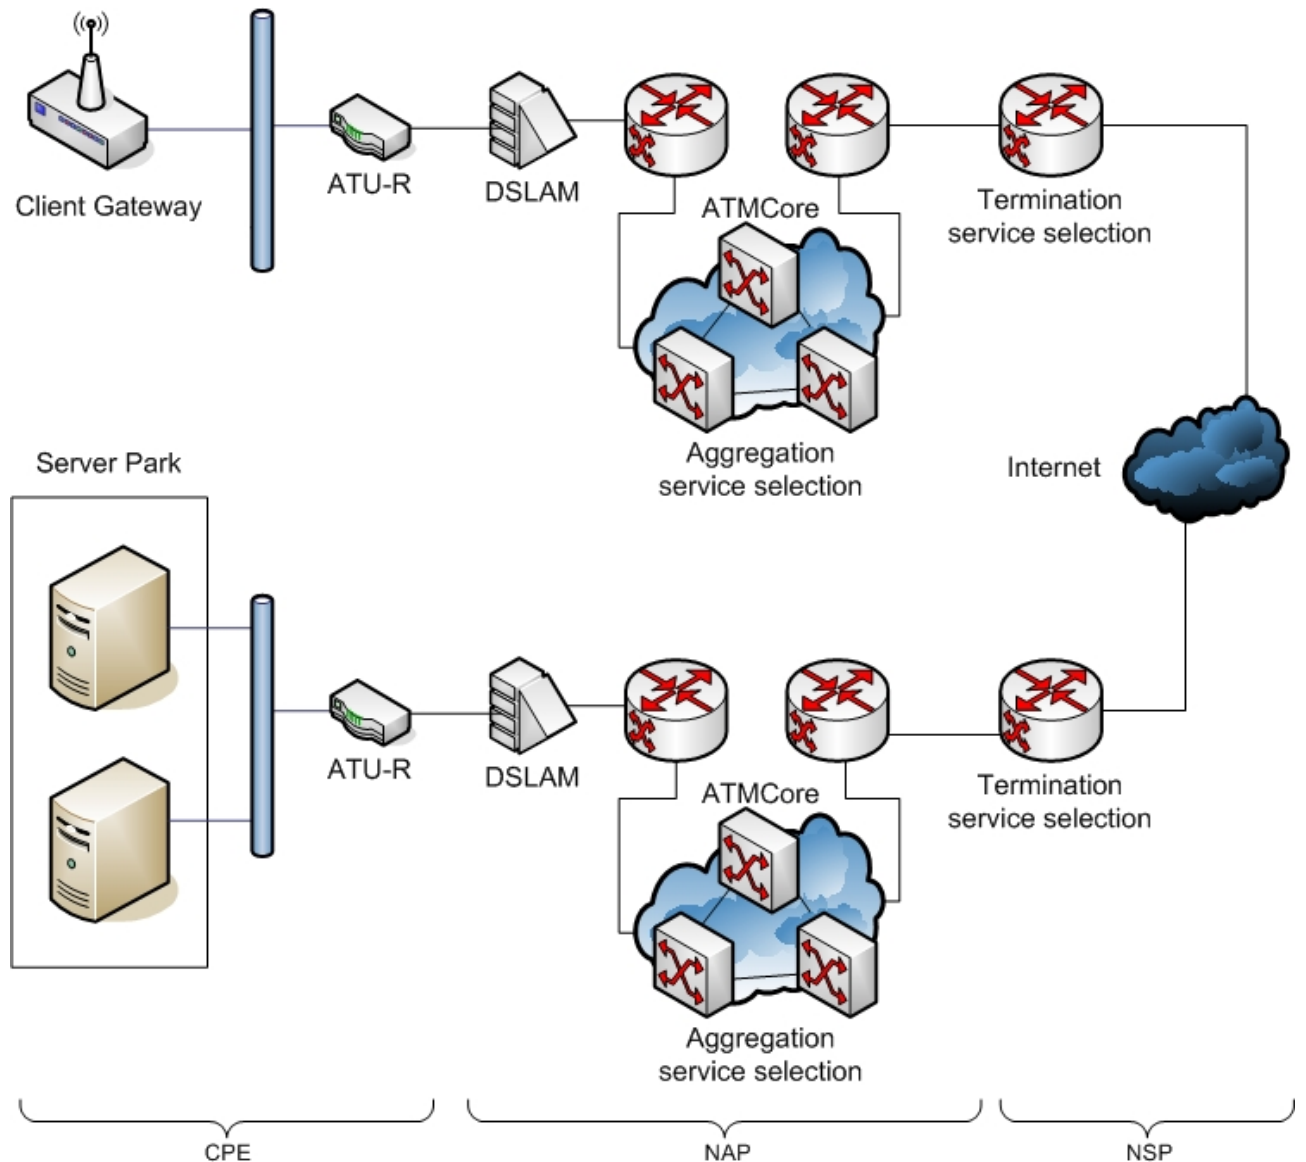 Client Gateway
ATU-R
DSLAM
ATMCore
Termination
service selection
Aggregation
service selection
Internet
Server Park
ATU-R
DSLAM
ATMCore
Termination
service selection
Aggregation
service selection
CPE
NAP
NSP